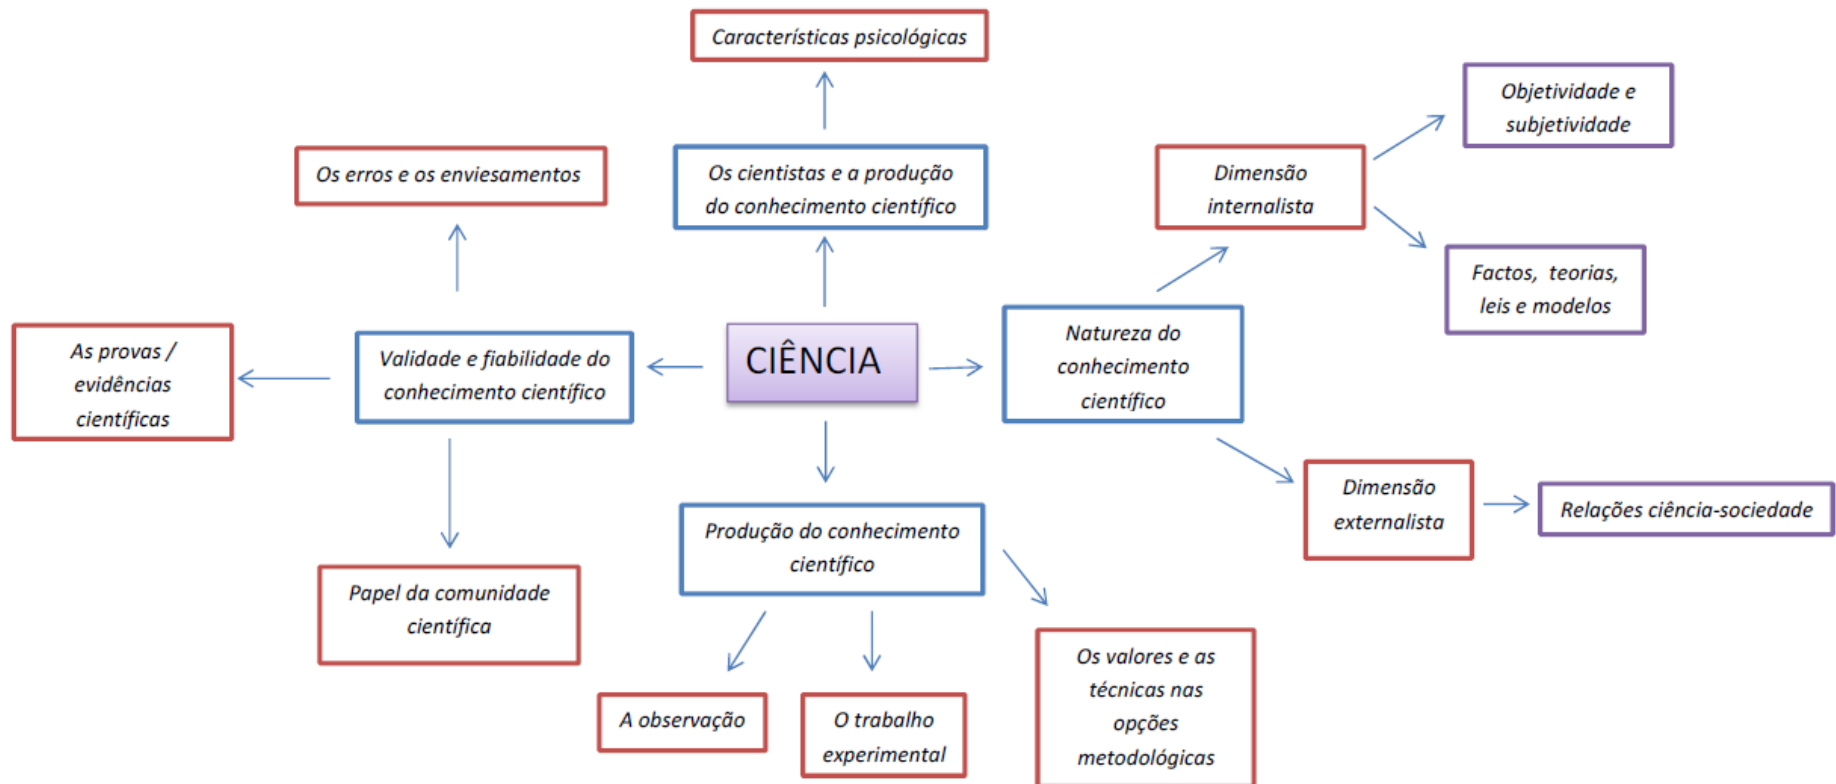 Características psicológicas
Objetividade e
subjetividade
Os erros e os enviesamentos
Os cientistas e a produção
do conhecimento científico
Dimensão
internalista
Factos, teorias,
leis e modelos
As provas /
evidências
científicas
Validade e fiabilidade do
conhecimento científico
CIÊNCIA
Natureza do
conhecimento
científico
Dimensão
externalista
Relações ciência-sociedade
Produção do conhecimento
científico
Papel da comunidade
científica
A observação
O trabalho
experimental
Os valores e as
técnicas nas
opções
metodológicas